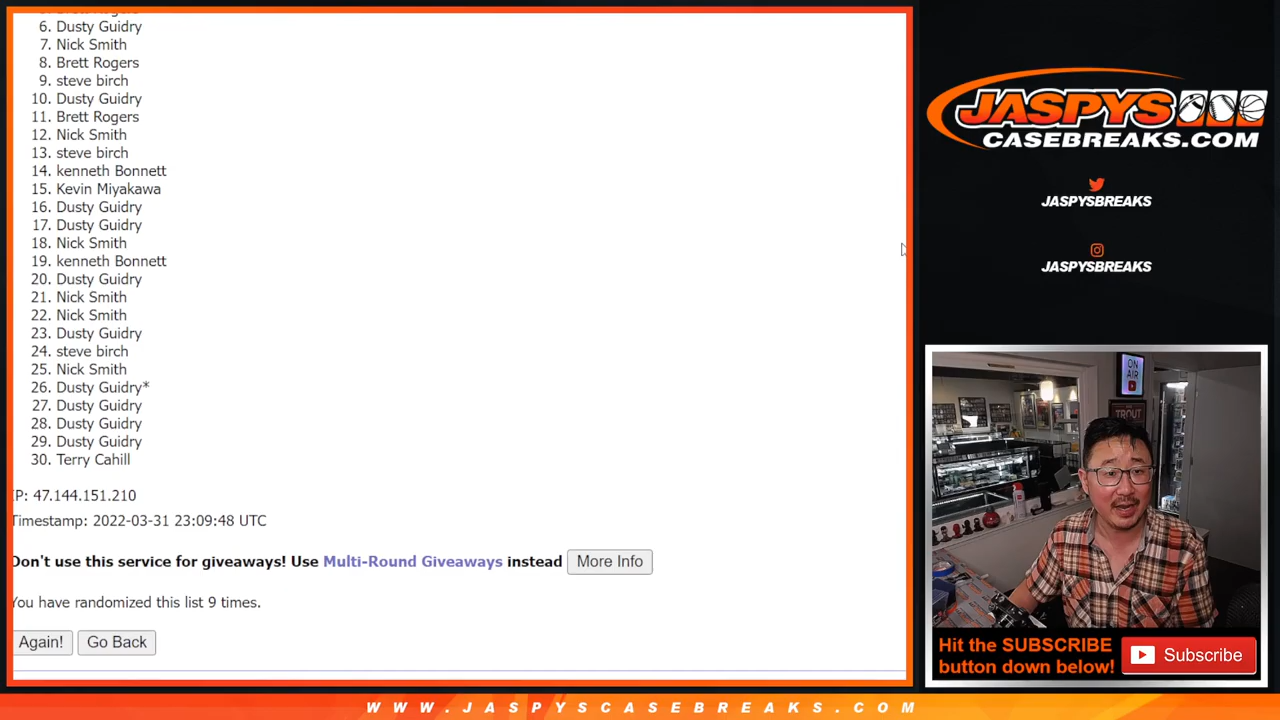 6. Dusty Guidry
7. Nick Smith
8. Brett Rogers
9. steve birch
10. Dusty Guidry
11. Brett Rogers
12. Nick Smith
13. steve birch
14. kenneth Bonnett
15. Kevin Miyakawa
16. Dusty Guidry
17. Dusty Guidry
18. Nick Smith
19. kenneth Bonnett
20. Dusty Guidry
21. Nick Smith
22. Nick Smith
23. Dusty Guidry
24. steve birch
25. Nick Smith
26. Dusty Guidry*
27. Dusty Guidry
28. Dusty Guidry
29. Dusty Guidry
30. Terry Cahill
IP: 47.144.151.210
Timestamp: 2022-03-31 23:09:48 UTC
Don't use this service for giveaways! Use Multi-Round Giveaways instead More Info
You have randomized this list 9 times.
Again! Go Back
JASPYS
CASEBREAKS.COM
JASPYSBREAKS
JASPYSBREAKS
ON
AIR
TROUT
Hit the SUBSCRIBE
button down below!
Subscribe
WWW.JASPYSCASEBREAKS.COM